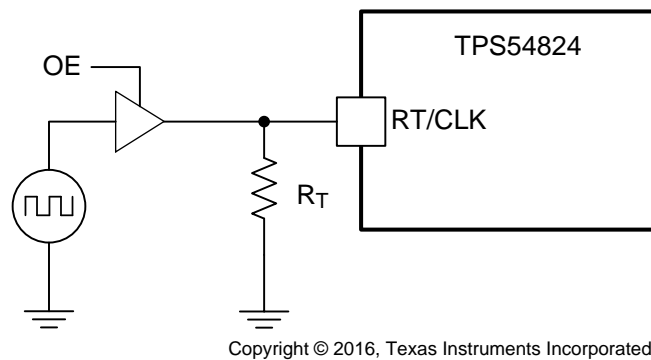 TPS54824
OE
RT/CLK
RT
Copyright © 2016, Texas Instruments Incorporated